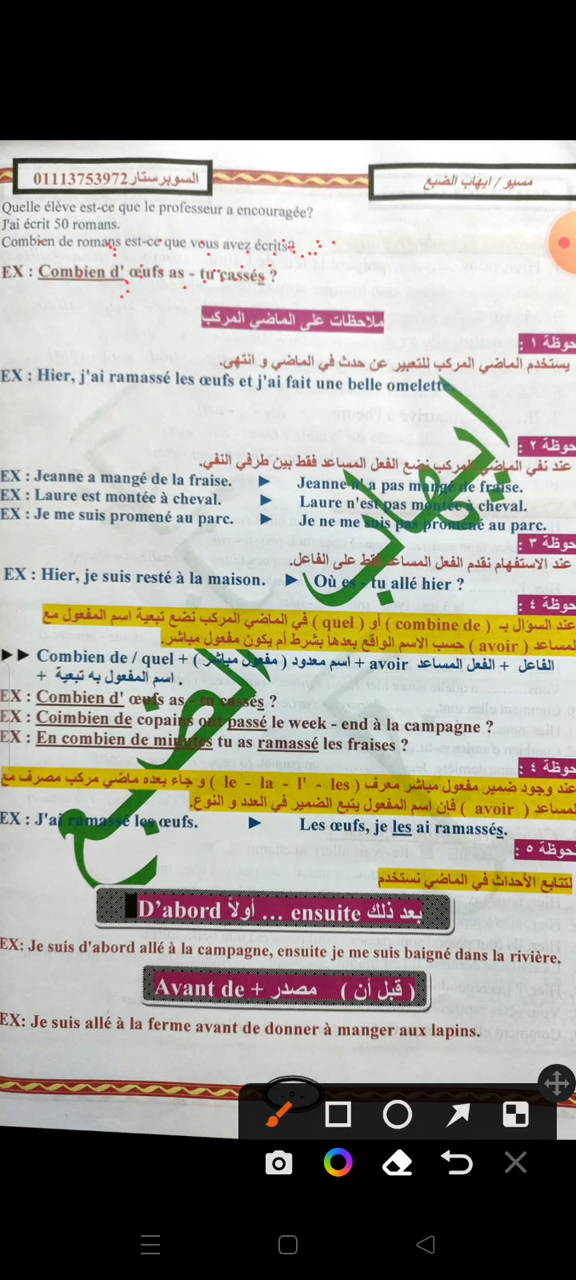 السوبرستار01113753972
مسيو / ايهاب الضبع
Quelle élève est-ce que le professeur a encouragée?
J'ai écrit 50 romans.
Combien de romans est-ce que vous avez écrits?
EX : Combien d' œufs as - tu cassés ?
ملاحظات على الماضي المركب
حوظة ١ :
يستخدم الماضي المركب للتعبير عن حدث في الماضي و انتهى.
EX : Hier, j'ai ramassé les œufs et j'ai fait une belle omelette
حوظة ٢ :
عند نفي الماضي المركب نضع الفعل المساعد فقط بين طرفي النفي.
EX : Jeanne a mangé de la fraise. ► Jeanne n'a pas mangé de fraise.
EX : Laure est montée à cheval. ► Laure n'est pas montée à cheval.
EX : Je me suis promené au parc. ► Je ne me suis pas promené au parc.
حوظة ٣ :
عند الاستفهام نقدم الفعل المساعد فقط على الفاعل.
EX : Hier, je suis resté à la maison. ► Où es - tu allé hier ?
حوظة ٤ :
عند السؤال بـ ( combine de ) أو ( quel ) في الماضي المركب نضع تبعية اسم المفعول مع
لمساعد ( avoir ) حسب الاسم الواقع بعدها بشرط أم يكون مفعول مباشر.
►► Combien de / quel + ( مفعول مباشر ) اسم معدود + avoir الفاعل + الفعل المساعد
+ اسم المفعول به تبعية .
EX : Combien d' œufs as - tu cassés ?
EX : Coimbien de copains ont passé le week - end à la campagne ?
EX : En combien de minutes tu as ramassé les fraises ?
حوظة ٤ :
عند وجود ضمير مفعول مباشر معرف ( le - la - l' - les ) و جاء بعده ماضي مركب مصرف مع
لمساعد ( avoir ) فإن اسم المفعول يتبع الضمير في العدد و النوع.
EX : J'ai ramassé les œufs. ► Les œufs, je les ai ramassés.
حوظة ٥ :
لتتابع الأحداث في الماضي نستخدم
D'abord أولاً ... ensuite بعد ذلك
EX: Je suis d'abord allé à la campagne, ensuite je me suis baigné dans la rivière.
Avant de + مصدر ( قبل أن )
EX: Je suis allé à la ferme avant de donner à manger aux lapins.